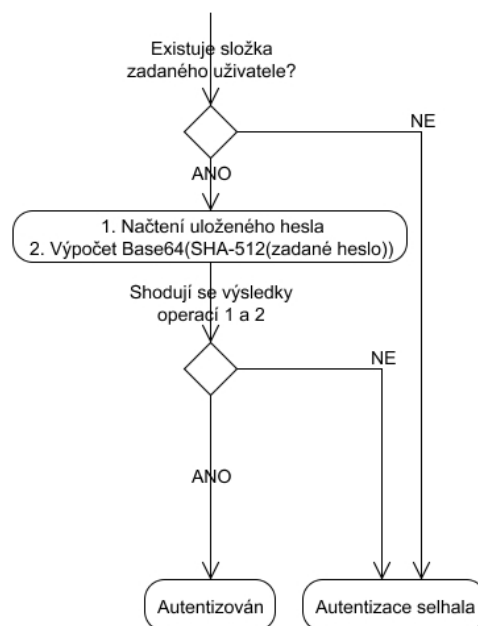 Existuje složka
zadaného uživatele?
NE
ANO
1. Načtení uloženého hesla
2. Výpočet Base64(SHA-512(zadané heslo))
Shodují se výsledky
operací 1 a 2
NE
ANO
Autentizován
Autentizace selhala